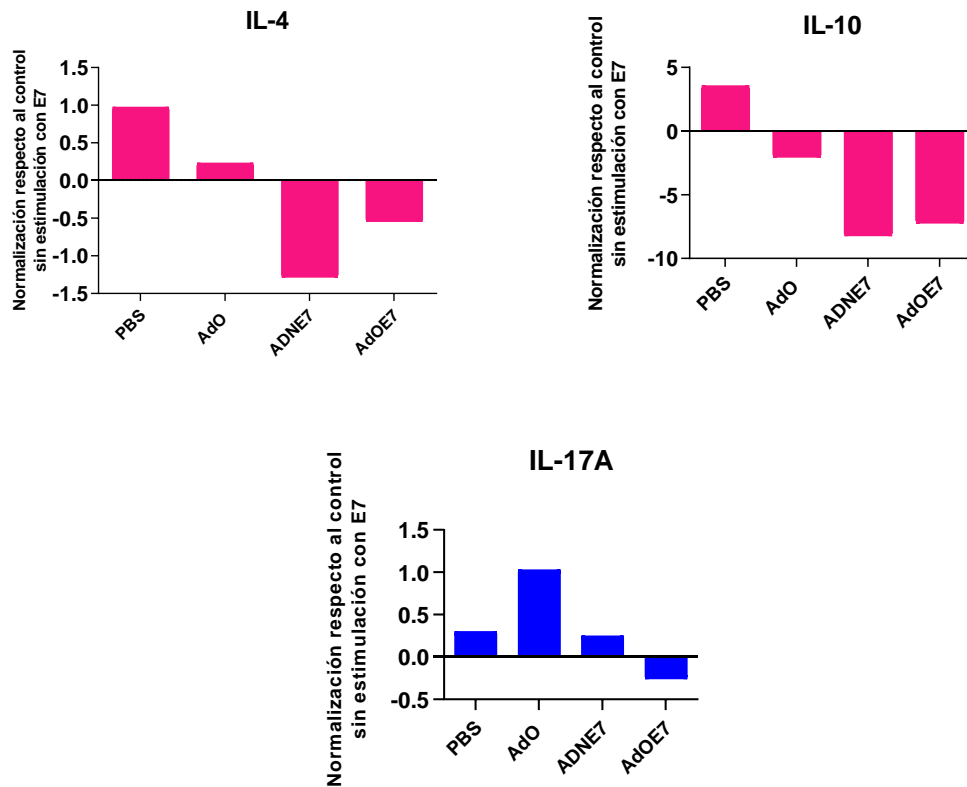 IL-4
Normalización respecto al control
sin estimulación con E7
1.5
1.0
0.5
0.0
-0.5
-1.0
-1.5
PBS
AdO
ADNE7
AdOE7
IL-10
Normalización respecto al control
sin estimulación con E7
5
0
-5
-10
PBS
AdO
ADNE7
AdOE7
IL-17A
Normalización respecto al control
sin estimulación con E7
1.5
1.0
0.5
0.0
-0.5
PBS
AdO
ADNE7
AdOE7